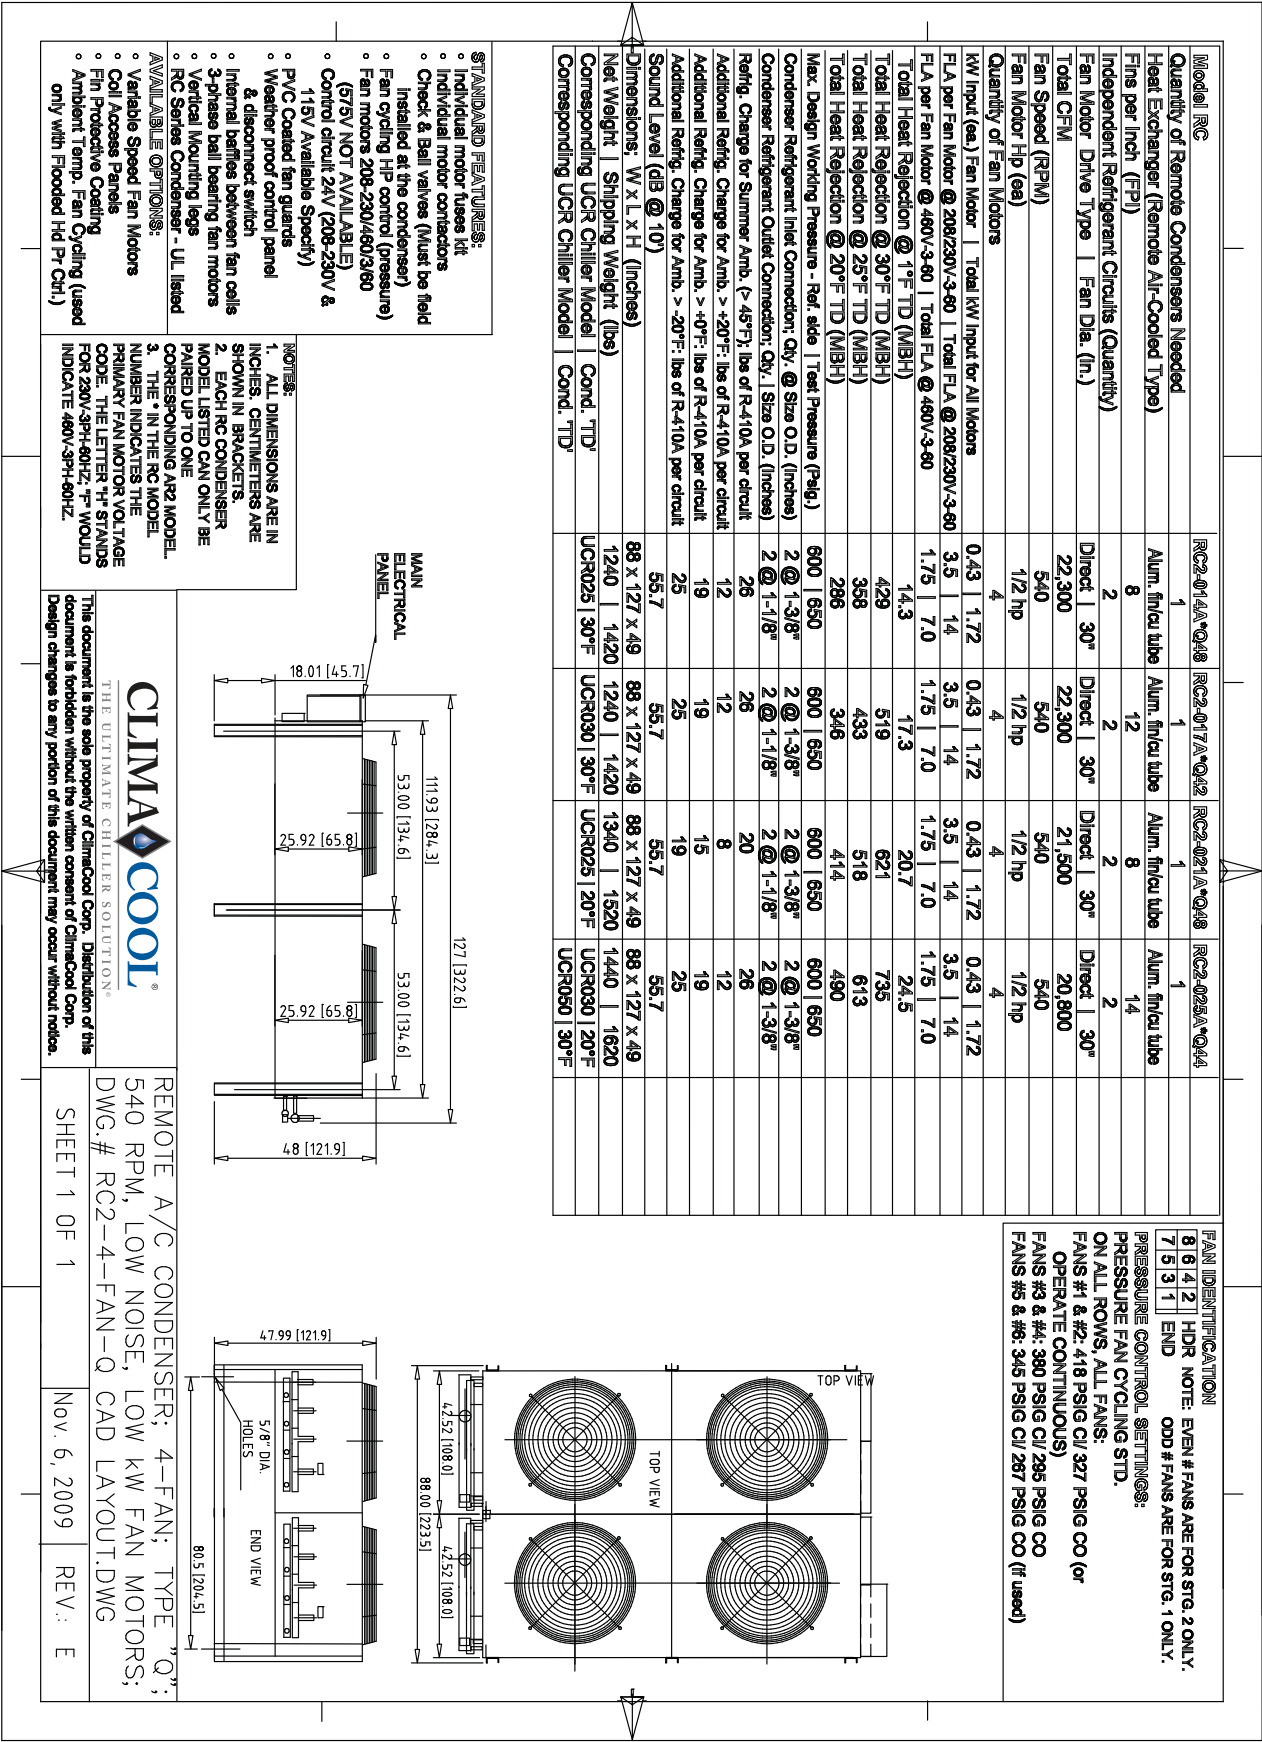 Model RC RC2-014A*Q48 RC2-017A*Q42 RC2-021A*Q48 RC2-025A*Q44
Quantity of Remote Condensers Needed 1 1 1 1
Heat Exchanger (Remote Air-Cooled Type) Alum. fin/cu tube Alum. fin/cu tube Alum. fin/cu tube Alum. fin/cu tube
Fins per Inch (FPI) 8 12 8 14
Independent Refrigerant Circuits (Quantity) 2 2 2 2
Fan Motor Drive Type | Fan Dia. (in.) Direct | 30" Direct | 30" Direct | 30" Direct | 30"
Total CFM 22,300 22,300 21,500 20,800
Fan Speed (RPM) 540 540 540 540
Fan Motor Hp (ea) 1/2 hp 1/2 hp 1/2 hp 1/2 hp
Quantity of Fan Motors 4 4 4 4
kW Input (ea.) Fan Motor | Total kW Input for All Motors 0.43 | 1.72 0.43 | 1.72 0.43 | 1.72 0.43 | 1.72
FLA per Fan Motor @ 208/230V-3-60 | Total FLA @ 208/230V-3-60 3.5 | 14 3.5 | 14 3.5 | 14 3.5 | 14
FLA per Fan Motor @ 460V-3-60 | Total FLA @ 460V-3-60 1.75 | 7.0 1.75 | 7.0 1.75 | 7.0 1.75 | 7.0
Total Heat Rejection @ 1°F TD (MBH) 14.3 17.3 20.7 24.5
Total Heat Rejection @ 30°F TD (MBH) 429 519 621 735
Total Heat Rejection @ 25°F TD (MBH) 358 433 518 613
Total Heat Rejection @ 20°F TD (MBH) 286 346 414 490
Max. Design Working Pressure - Ref. side | Test Pressure (Psig.) 600 | 650 600 | 650 600 | 650 600 | 650
Condenser Refrigerant Inlet Connection; Qty. @ Size O.D. (Inches) 2 @ 1-3/8" 2 @ 1-3/8" 2 @ 1-3/8" 2 @ 1-3/8"
Condenser Refrigerant Outlet Connection; Qty. | Size O.D. (Inches) 2 @ 1-1/8" 2 @ 1-1/8" 2 @ 1-1/8" 2 @ 1-3/8"
Refrig. Charge for Summer Amb. (> 45°F); lbs of R-410A per circuit 26 26 20 26
Additional Refrig. Charge for Amb. > +20°F: lbs of R-410A per circuit 12 12 8 12
Additional Refrig. Charge for Amb. > +0°F: lbs of R-410A per circuit 19 19 15 19
Additional Refrig. Charge for Amb. > -20°F: lbs of R-410A per circuit 25 25 19 25
Sound Level (dB @ 10') 55.7 55.7 55.7 55.7
Dimensions; W x L x H (Inches) 88 x 127 x 49 88 x 127 x 49 88 x 127 x 49 88 x 127 x 49
Net Weight | Shipping Weight (lbs) 1240 | 1420 1240 | 1420 1340 | 1520 1440 | 1620
Corresponding UCR Chiller Model | Cond. 'TD' UCR025 | 30°F UCR030 | 30°F UCR025 | 20°F UCR030 | 20°F
Corresponding UCR Chiller Model | Cond. 'TD' UCR050 | 30°F
FAN IDENTIFICATION
8 6 4 2 HDR NOTE: EVEN # FANS ARE FOR STG. 2 ONLY.
7 5 3 1 END ODD # FANS ARE FOR STG. 1 ONLY.
PRESSURE CONTROL SETTINGS:
PRESSURE FAN CYCLING STD.
ON ALL ROWS, ALL FANS:
FANS #1 & #2: 418 PSIG CI/ 327 PSIG CO (or
OPERATE CONTINUOUS)
FANS #3 & #4: 380 PSIG CI/ 295 PSIG CO
FANS #5 & #6: 345 PSIG CI/ 267 PSIG CO (if used)
STANDARD FEATURES:
◦ Individual motor fuses kit
◦ Individual motor contactors
◦ Check & Ball valves (Must be field
installed at the condenser)
◦ Fan cycling HP control (pressure)
◦ Fan motors 208-230/460/3/60
(575V NOT AVAILABLE)
◦ Control circuit 24V (208-230V &
115V Available Specify)
◦ PVC Coated fan guards
◦ Weather proof control panel
& disconnect switch
◦ Internal baffles between fan cells
◦ 3-phase ball bearing fan motors
◦ Vertical Mounting legs
◦ RC Series Condenser - UL listed
AVAILABLE OPTIONS:
◦ Variable Speed Fan Motors
◦ Coil Access Panels
◦ Fin Protective Coating
◦ Ambient Temp. Fan Cycling (used
only with Flooded Hd Pr Ctrl.)
NOTES:
1. ALL DIMENSIONS ARE IN
INCHES. CENTIMETERS ARE
SHOWN IN BRACKETS.
2. EACH RC CONDENSER
MODEL LISTED CAN ONLY BE
PAIRED UP TO ONE
CORRESPONDING AR2 MODEL.
3. THE * IN THE RC MODEL
NUMBER INDICATES THE
PRIMARY FAN MOTOR VOLTAGE
CODE. THE LETTER "H" STANDS
FOR 230V-3PH-60HZ; "F" WOULD
INDICATE 460V-3PH-60HZ.
MAIN
ELECTRICAL
PANEL
18.01 [45.7]
127 [322.6]
111.93 [284.3]
53.00 [134.6]
53.00 [134.6]
25.92 [65.8]
25.92 [65.8]
48 [121.9]
TOP VIEW
TOP VIEW
42.52 [108.0]
42.52 [108.0]
88.00 [223.5]
47.99 [121.9]
5/8" DIA.
HOLES
END VIEW
80.5 [204.5]
CLIMA COOL®
THE ULTIMATE CHILLER SOLUTION®
This document is the sole property of ClimaCool Corp. Distribution of this
document is forbidden without the written consent of ClimaCool Corp.
Design changes to any portion of this document may occur without notice.
REMOTE A/C CONDENSER; 4-FAN; TYPE "Q";
540 RPM, LOW NOISE, LOW kW FAN MOTORS;
DWG.# RC2-4-FAN-Q CAD LAYOUT.DWG
SHEET 1 OF 1
Nov. 6, 2009
REV.: E